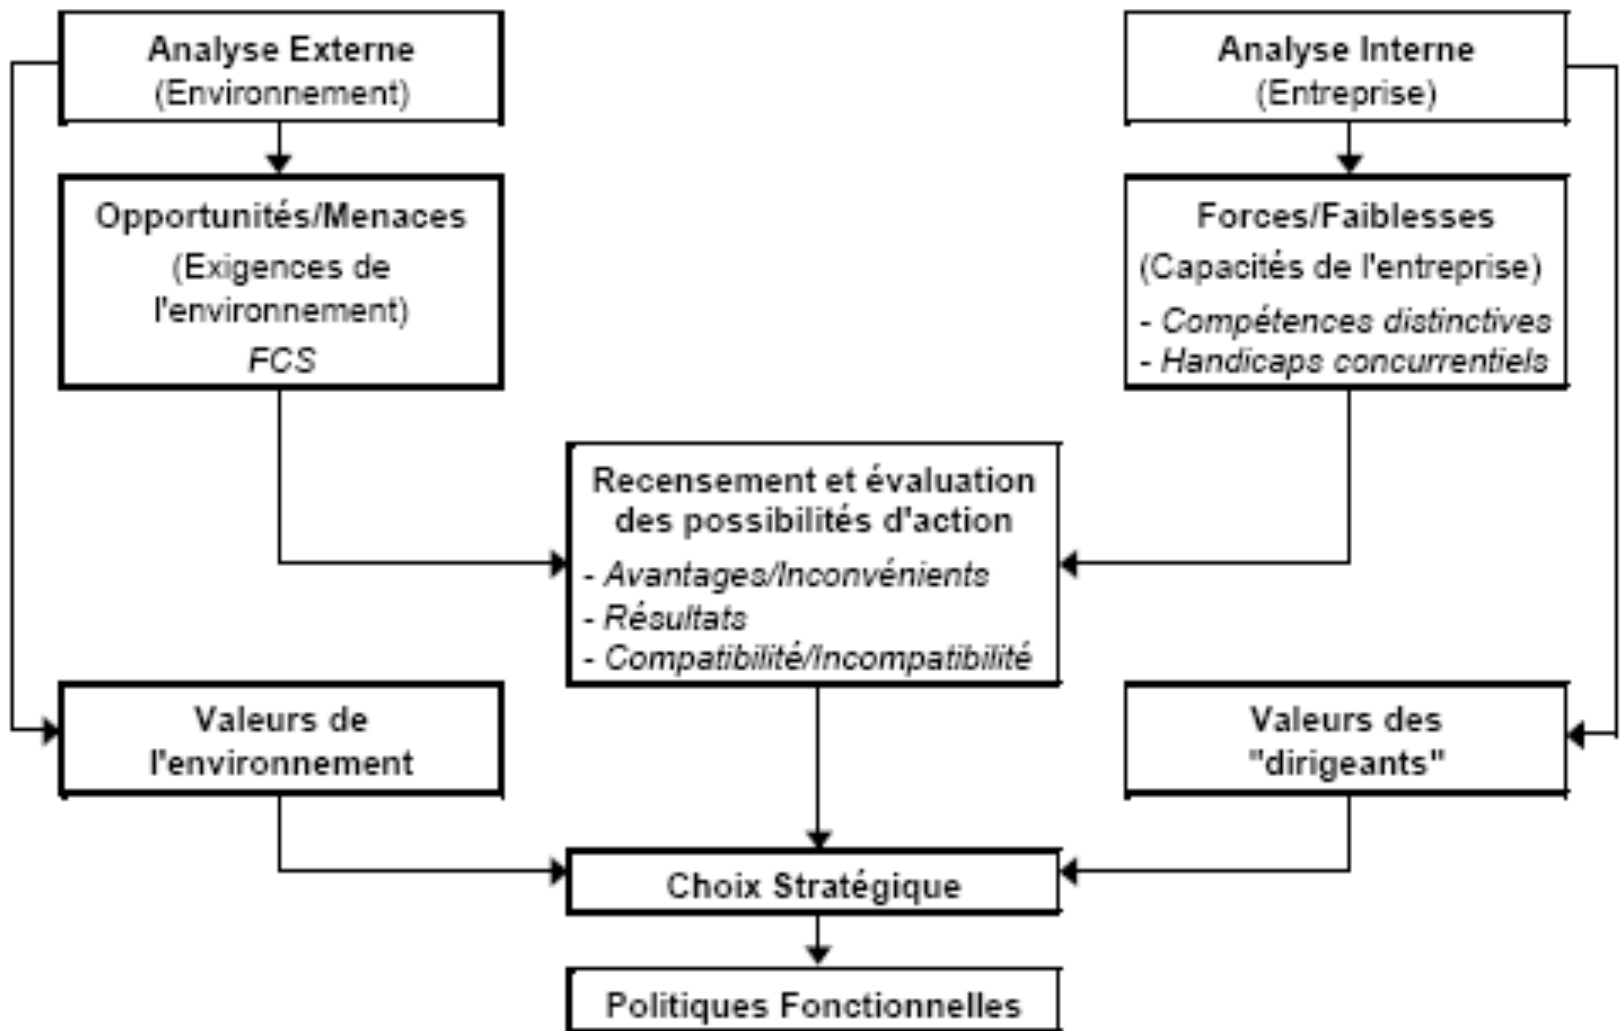 Analyse Externe
(Environnement)
Analyse Interne
(Entreprise)
Opportunités/Menaces
(Exigences de
l'environnement)
FCS
Forces/Faiblesses
(Capacités de l'entreprise)
- Compétences distinctives
- Handicaps concurrentiels
Recensement et évaluation
des possibilités d'action
- Avantages/Inconvénients
- Résultats
- Compatibilité/Incompatibilité
Valeurs de
l'environnement
Valeurs des
"dirigeants"
Choix Stratégique
Politiques Fonctionnelles